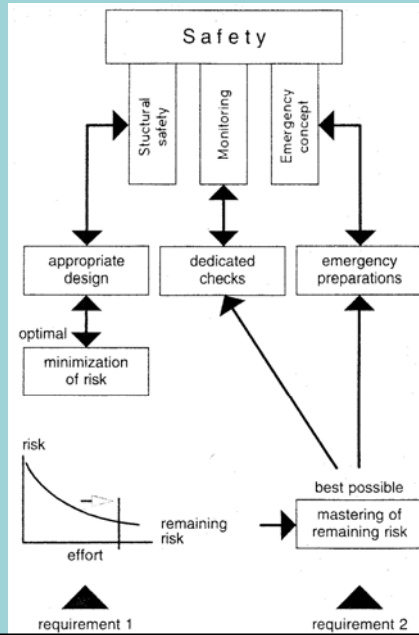 Safety
Stuctural
safety
Monitoring
Emergency
concept
appropriate
design
dedicated
checks
emergency
preparations
optimal
minimization
of risk
risk
best possible
remaining
risk
mastering of
remaining risk
effort
requirement 1
requirement 2